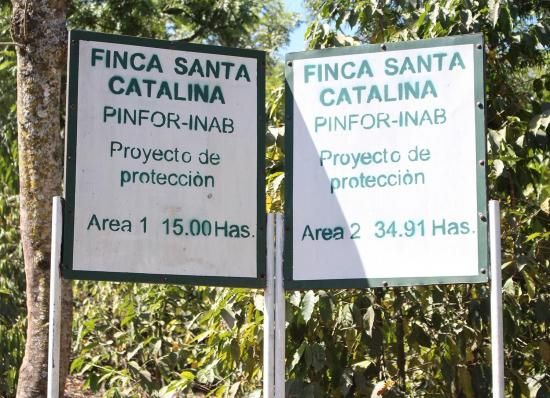 FINCA SANTA
CATALINA
PINFOR-INAB
Proyecto de
protecciòn
Area 1 15.00 Has.
FINCA SANTA
CATALINA
PINFOR-INAB
Proyecto de
protecciòn
Area 2 34.91 Has.